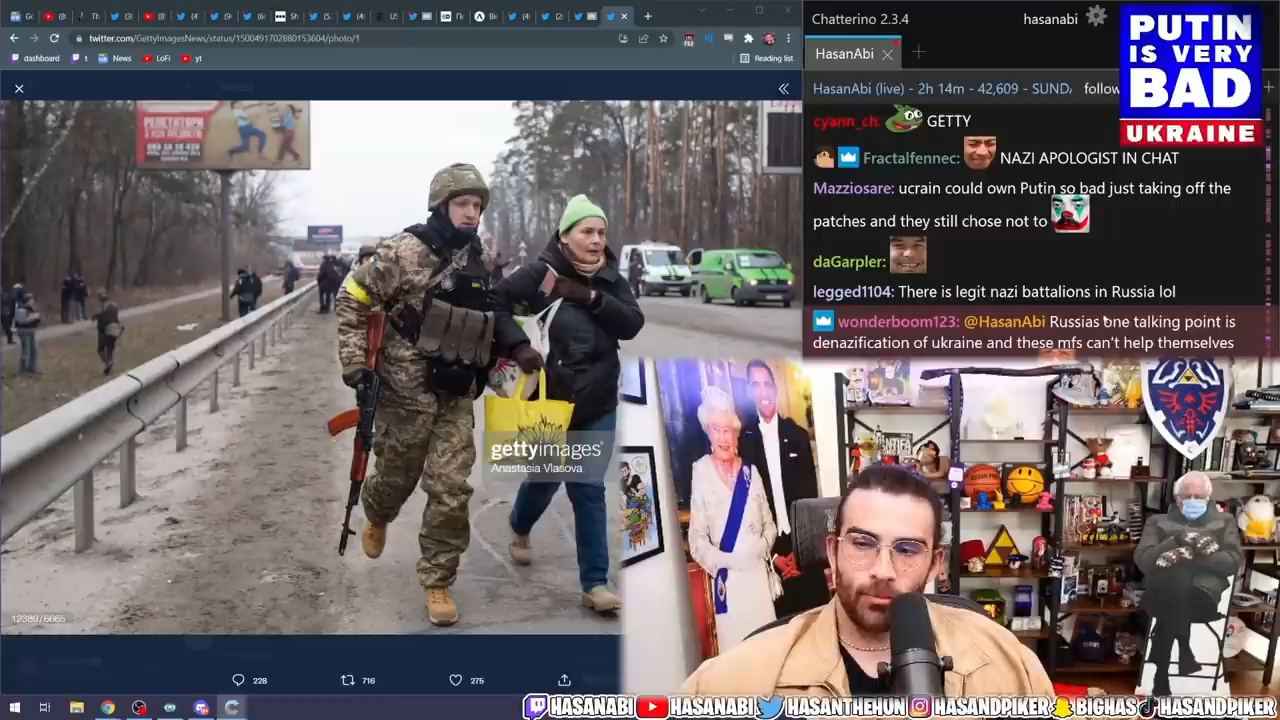 twitter.com/GettyImagesNews/status/1500491702880153604/photo/1
dashboard
t
News
LoFi
yt
Reading list
gettyimages®
Anastasia Vlasova
228
716
275
Chatterino 2.3.4
hasanabi
HasanAbi
HasanAbi (live) - 2h 14m - 42,609 - SUND
follow
cyann_ch: GETTY
Fractalfennec: NAZI APOLOGIST IN CHAT
Mazziosare: ucrain could own Putin so bad just taking off the
patches and they still chose not to
daGarpler:
legged1104: There is legit nazi battalions in Russia lol
wonderboom123: @HasanAbi Russias one talking point is
denazification of ukraine and these mfs can't help themselves
PUTIN
IS VERY
BAD
UKRAINE
HASANABI HASANABI HASANTHEHUN HASANDPIKER BIGHAS HASANDPIKER